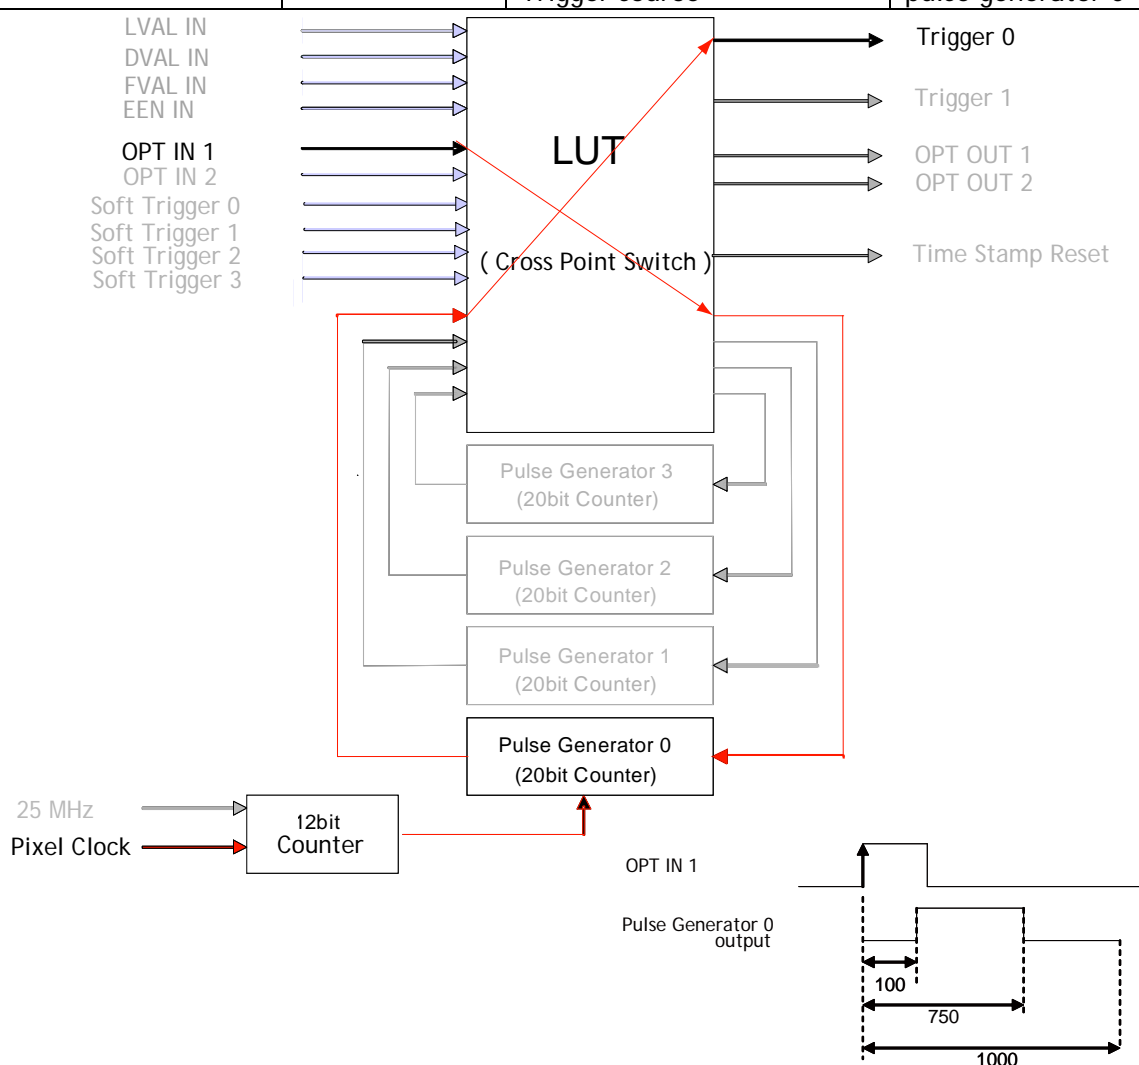 Trigger source
pulse generator 0
LVAL IN
DVAL IN
FVAL IN
EEN IN
OPT IN 1
OPT IN 2
Soft Trigger 0
Soft Trigger 1
Soft Trigger 2
Soft Trigger 3
LUT
( Cross Point Switch )
Trigger 0
Trigger 1
OPT OUT 1
OPT OUT 2
Time Stamp Reset
Pulse Generator 3
(20bit Counter)
Pulse Generator 2
(20bit Counter)
Pulse Generator 1
(20bit Counter)
Pulse Generator 0
(20bit Counter)
25 MHz
Pixel Clock
12bit
Counter
OPT IN 1
Pulse Generator 0
output
100
750
1000